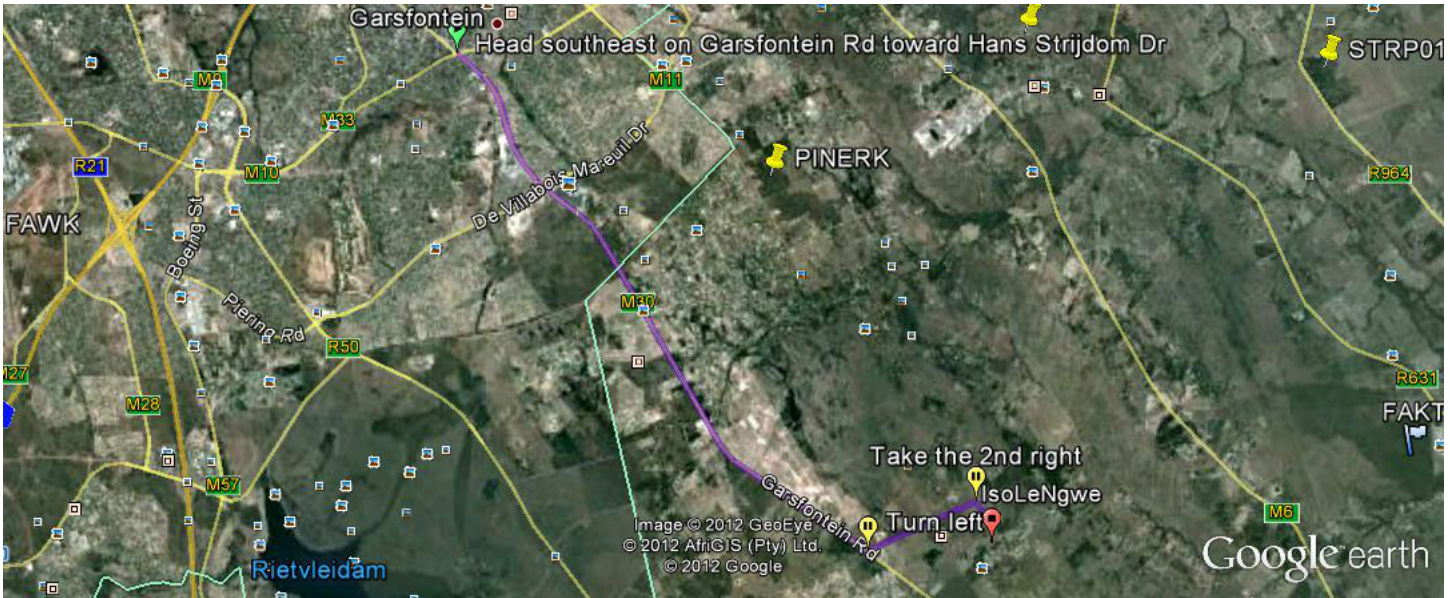 Garsfontein
Head southeast on Garsfontein Rd toward Hans Strijdom Dr
STRP01
M9
M11
M33
De Villabois Mareuil Dr
PINERK
R21
M10
R964
FAWK
Boeing St
Piering Rd
M30
R50
M27
R631
M28
FAKT
Take the 2nd right
M57
Garsfontein Rd
IsoLeNgwe
Turn left
M6
Image © 2012 GeoEye
© 2012 AfriGIS (Pty) Ltd.
© 2012 Google
Google earth
Rietvleidam